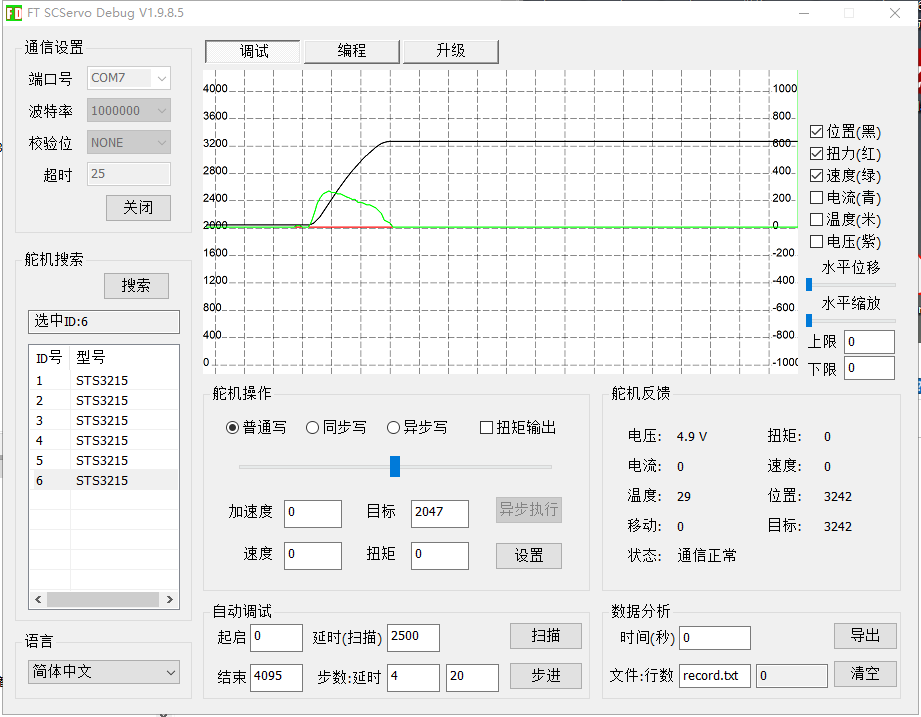 FT SCServo Debug V1.9.8.5
通信设置
端口号 COM7
波特率 1000000
校验位 NONE
超时 25
关闭
舵机搜索
搜索
选中ID:6
ID号 型号
1 STS3215
2 STS3215
3 STS3215
4 STS3215
5 STS3215
6 STS3215
语言
简体中文
调试 编程 升级
4000 1000
3600 800
3200 600
2800 400
2400 200
2000 0
1600 -200
1200 -400
800 -600
400 -800
0 -1000
位置(黑)
扭力(红)
速度(绿)
电流(青)
温度(米)
电压(紫)
水平位移
水平缩放
上限 0
下限 0
舵机操作
普通写 同步写 异步写 扭矩输出
加速度 0 目标 2047 异步执行
速度 0 扭矩 0 设置
舵机反馈
电压: 4.9 V 扭矩: 0
电流: 0 速度: 0
温度: 29 位置: 3242
移动: 0 目标: 3242
状态: 通信正常
自动调试
起启 0 延时(扫描) 2500 扫描
结束 4095 步数:延时 4 20 步进
数据分析
时间(秒) 0 导出
文件:行数 record.txt 0 清空